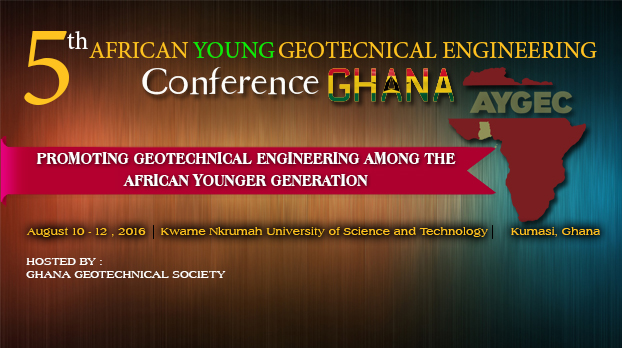 5th AFRICAN YOUNG GEOTECNICAL ENGINEERING
Conference GHANA
AYGEC
PROMOTING GEOTECHNICAL ENGINEERING AMONG THE
AFRICAN YOUNGER GENERATION
August 10 - 12 , 2016 | Kwame Nkrumah University of Science and Technology | Kumasi, Ghana
HOSTED BY :
GHANA GEOTECHNICAL SOCIETY